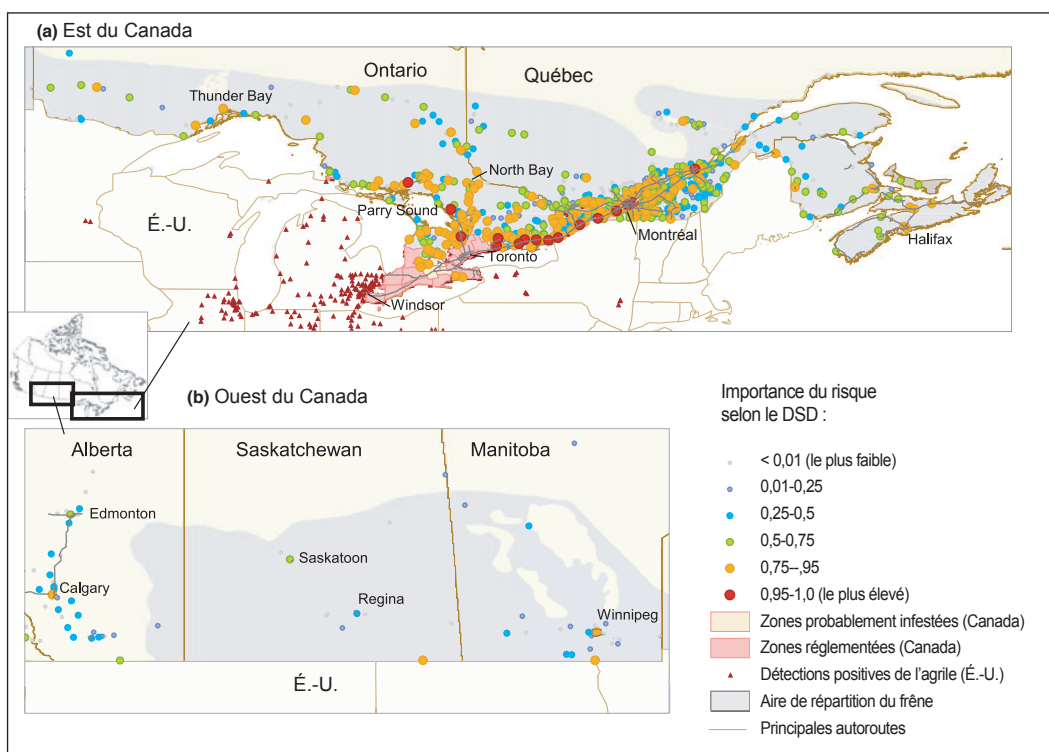 (a) Est du Canada
Ontario
Québec
Thunder Bay
North Bay
Parry Sound
É.-U.
Montréal
Halifax
Toronto
Windsor
(b) Ouest du Canada
Alberta
Saskatchewan
Manitoba
Edmonton
Saskatoon
Calgary
Regina
Winnipeg
É.-U.
Importance du risque
selon le DSD :
< 0,01 (le plus faible)
0,01-0,25
0,25-0,5
0,5-0,75
0,75--,95
0,95-1,0 (le plus élevé)
Zones probablement infestées (Canada)
Zones réglementées (Canada)
Détections positives de l'agrile (É.-U.)
Aire de répartition du frêne
Principales autoroutes